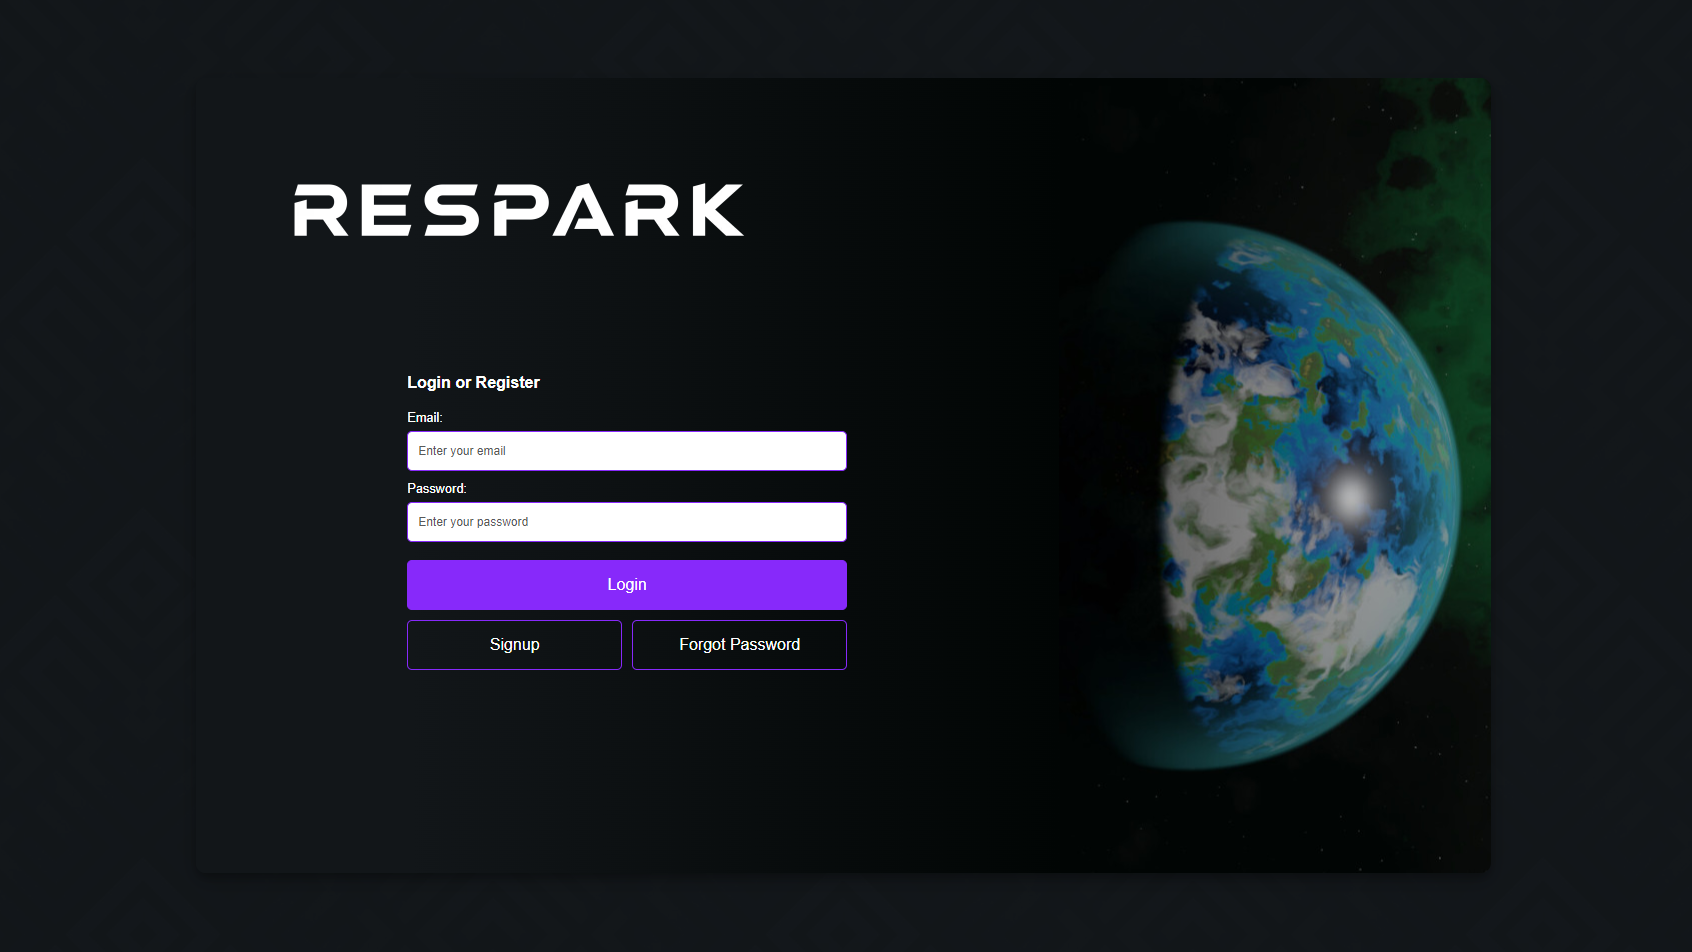 RESPARK
Login or Register
Email:
Enter your email
Password:
Enter your password
Login
Signup
Forgot Password